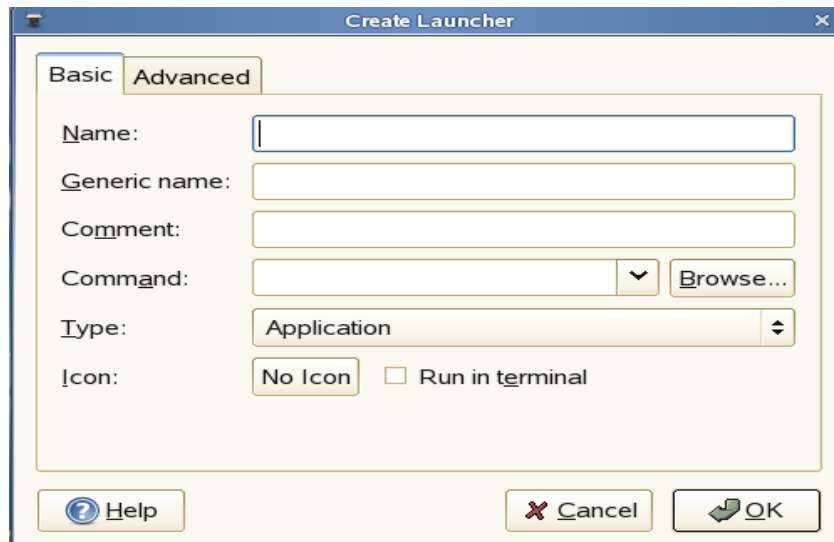 Create Launcher
Basic Advanced
Name:
Generic name:
Comment:
Command: Browse...
Type: Application
Icon: No Icon Run in terminal
Help Cancel OK